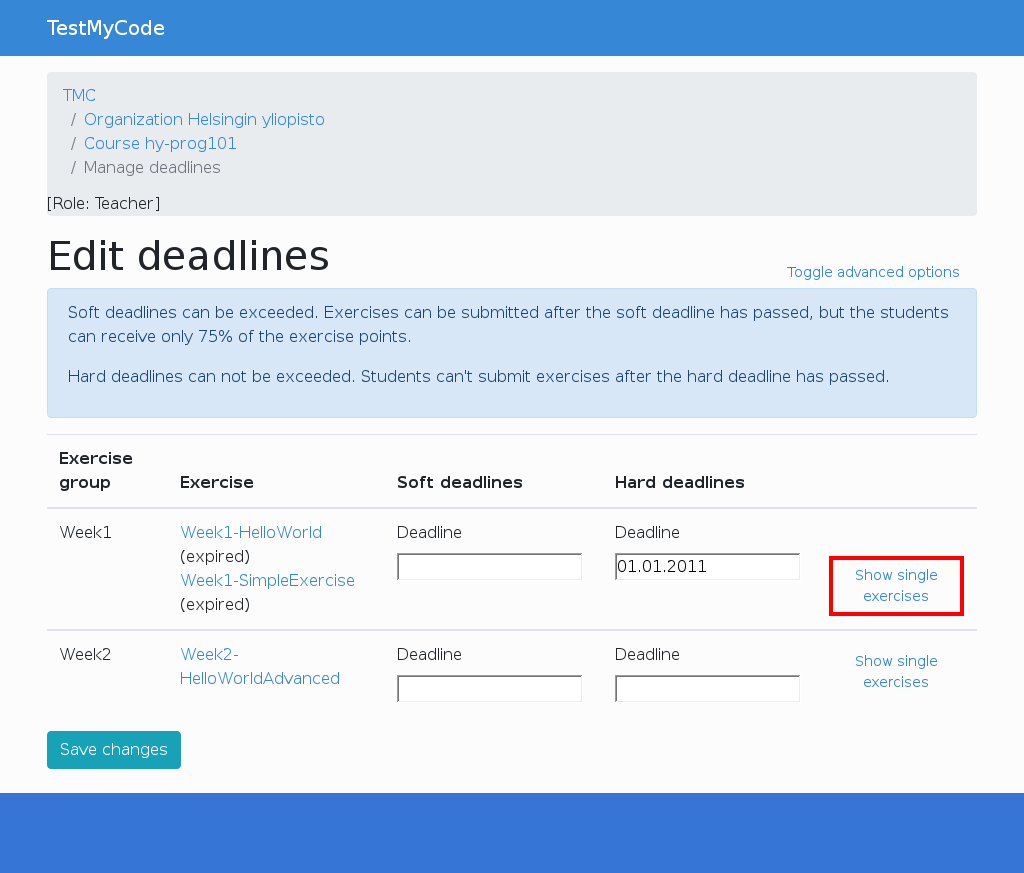 TestMyCode
TMC
/ Organization Helsingin yliopisto
/ Course hy-prog101
/ Manage deadlines
[Role: Teacher]
Edit deadlines
Toggle advanced options
Soft deadlines can be exceeded. Exercises can be submitted after the soft deadline has passed, but the students
can receive only 75% of the exercise points.
Hard deadlines can not be exceeded. Students can't submit exercises after the hard deadline has passed.
Exercise
group
Exercise
Soft deadlines
Hard deadlines
Week1
Week1-HelloWorld
(expired)
Week1-SimpleExercise
(expired)
Deadline
Deadline
01.01.2011
Show single
exercises
Week2
Week2-
HelloWorldAdvanced
Deadline
Deadline
Show single
exercises
Save changes